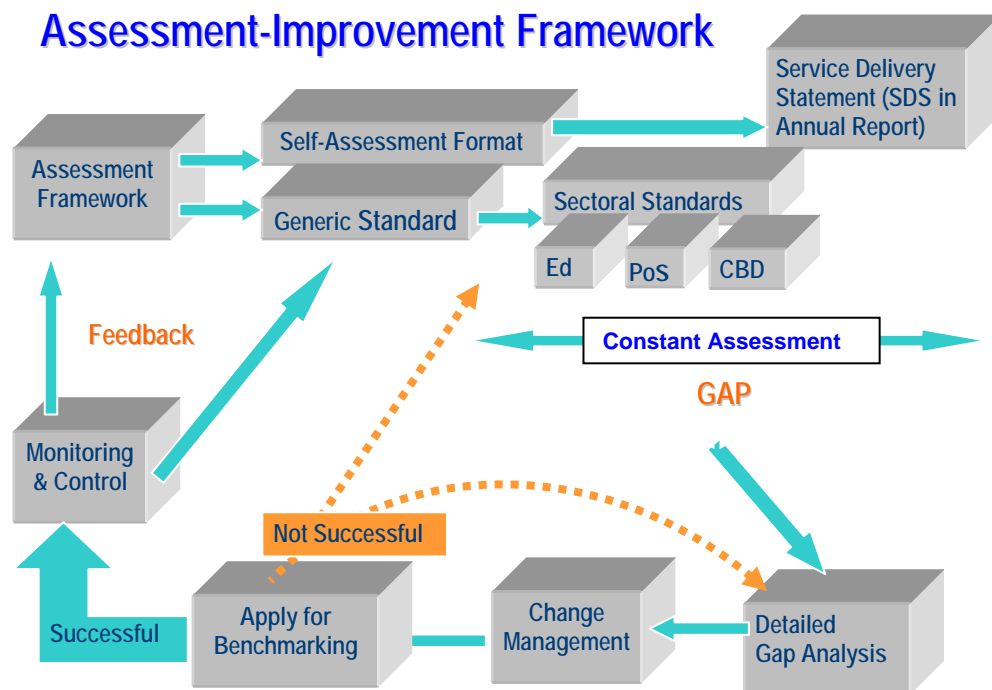 Assessment-Improvement Framework
Service Delivery
Statement (SDS in
Annual Report)
Self-Assessment Format
Assessment
Framework
Generic Standard
Sectoral Standards
Ed
PoS
CBD
Feedback
Constant Assessment
GAP
Monitoring
& Control
Not Successful
Successful
Apply for
Benchmarking
Change
Management
Detailed
Gap Analysis